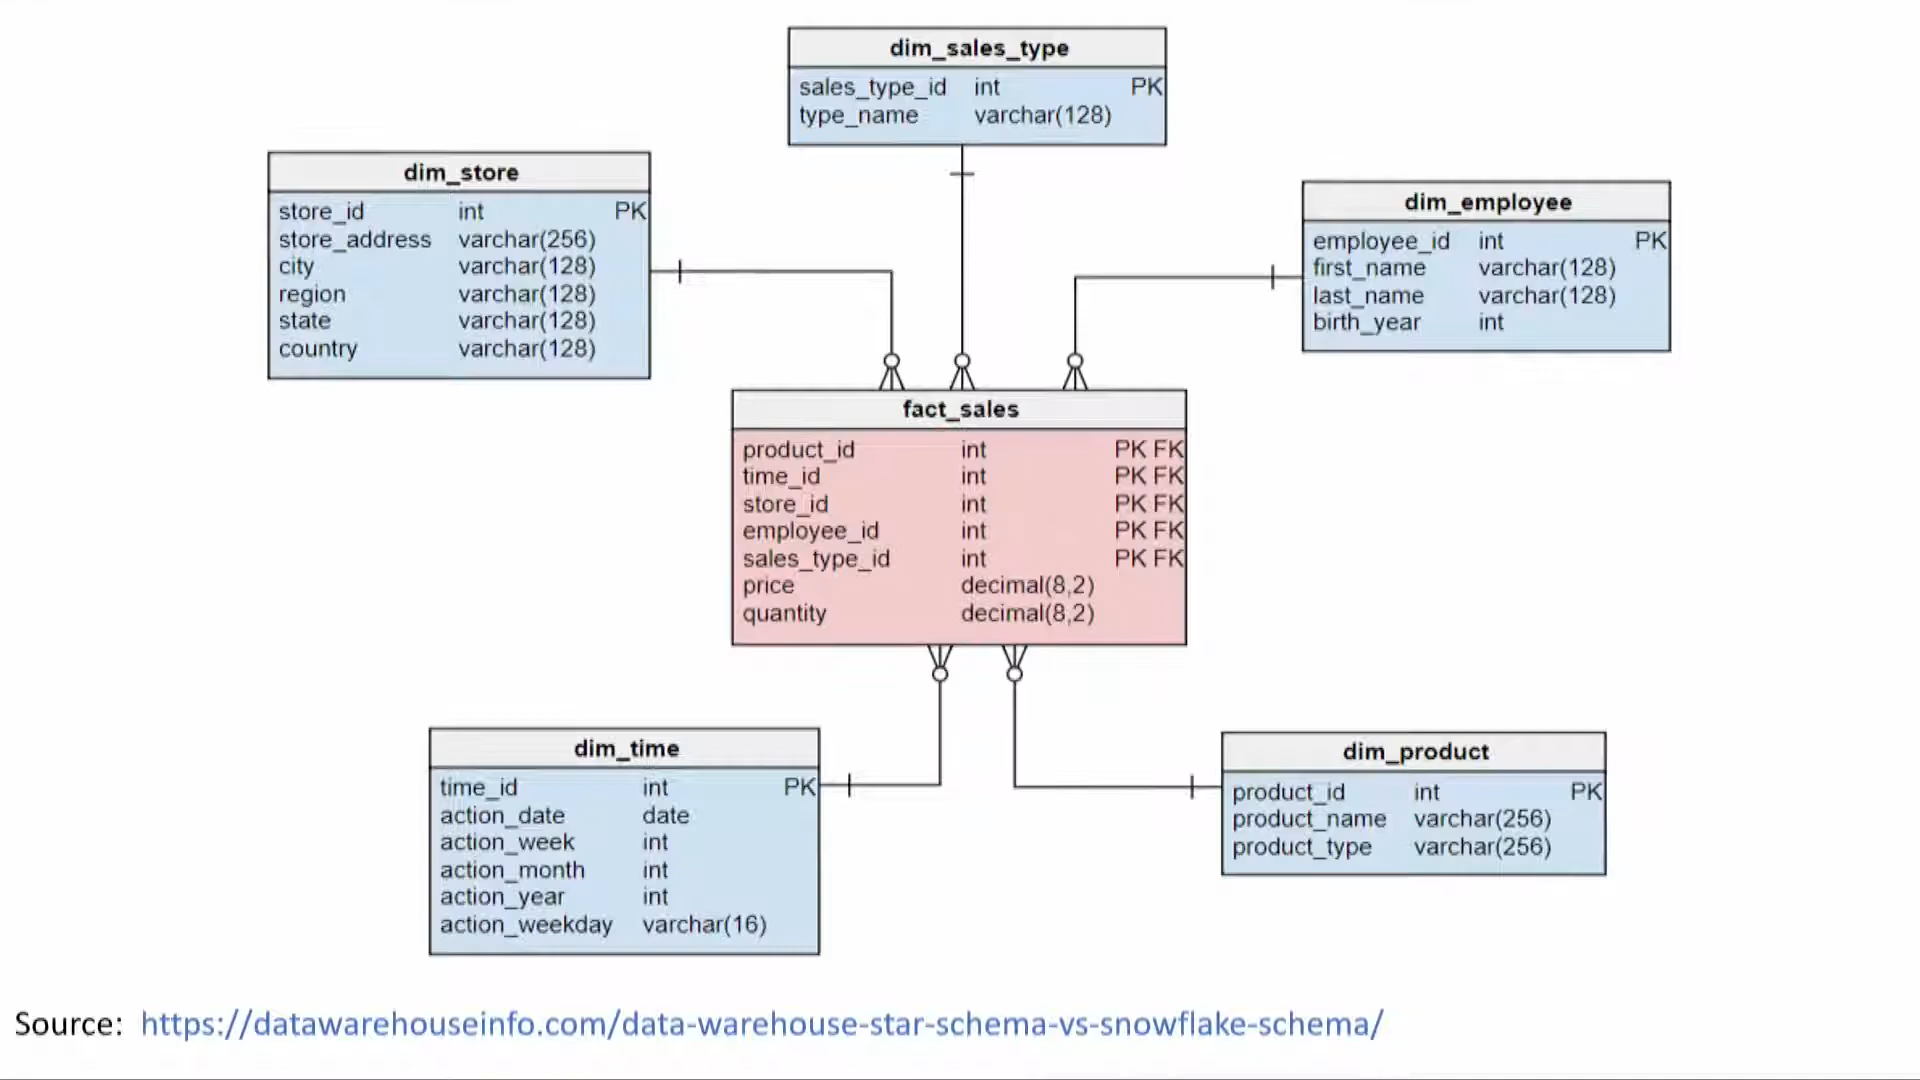 dim_sales_type
sales_type_id int PK
type_name varchar(128)
dim_store
store_id int PK
store_address varchar(256)
city varchar(128)
region varchar(128)
state varchar(128)
country varchar(128)
dim_employee
employee_id int PK
first_name varchar(128)
last_name varchar(128)
birth_year int
fact_sales
product_id int PK FK
time_id int PK FK
store_id int PK FK
employee_id int PK FK
sales_type_id int PK FK
price decimal(8,2)
quantity decimal(8,2)
dim_time
time_id int PK
action_date date
action_week int
action_month int
action_year int
action_weekday varchar(16)
dim_product
product_id int PK
product_name varchar(256)
product_type varchar(256)
Source: https://datawarehouseinfo.com/data-warehouse-star-schema-vs-snowflake-schema/